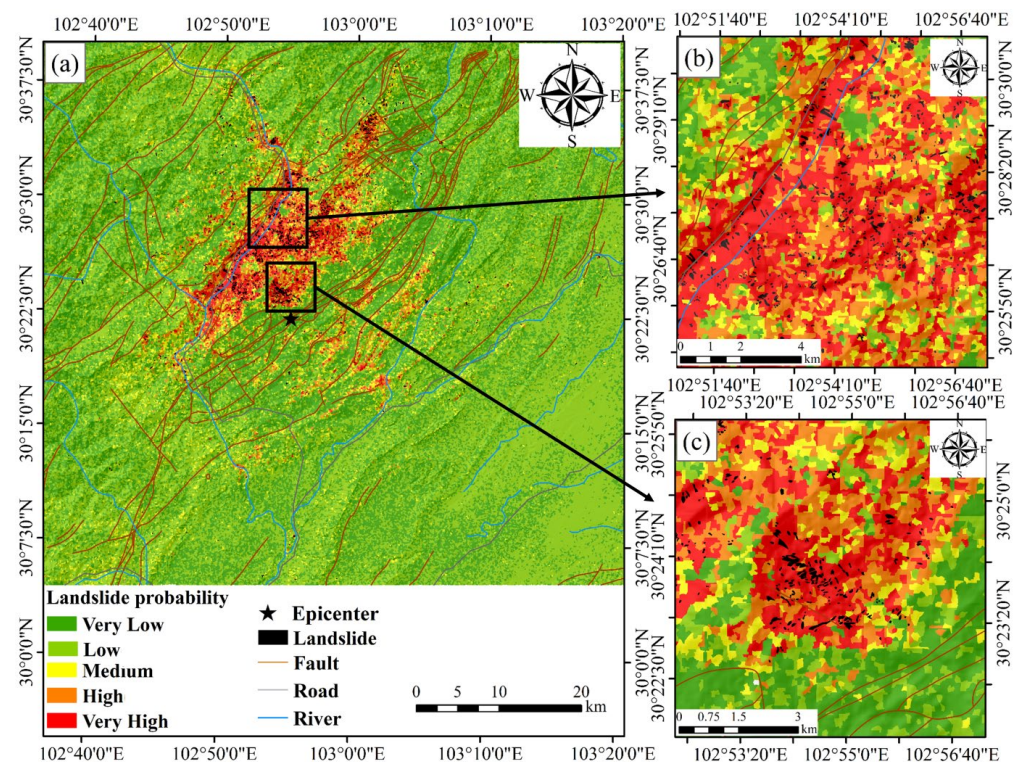 102°40'0"E 102°50'0"E 103°0'0"E 103°10'0"E 103°20'0"E
(a)
N
W E
S
30°37'30"N
30°30'0"N
30°22'30"N
30°15'0"N
30°7'30"N
30°0'0"N
30°37'30"N
30°30'0"N
30°22'30"N
30°15'0"N
30°7'30"N
30°0'0"N
Landslide probability
Very Low
Low
Medium
High
Very High
Epicenter
Landslide
Fault
Road
River
0 5 10 20
km
102°40'0"E 102°50'0"E 103°0'0"E 103°10'0"E 103°20'0"E
102°51'40"E 102°54'10"E 102°56'40"E
(b)
N
W E
S
30°29'10"N
30°26'40"N
30°30'0"N
30°28'20"N
30°25'50"N
0 1 2 4
km
102°51'40"E 102°54'10"E 102°56'40"E
102°53'20"E 102°55'0"E 102°56'40"E
(c)
N
W E
S
30°25'0"N
30°24'10"N
30°22'30"N
30°25'0"N
30°23'20"N
0 0.75 1.5 3
km
102°53'20"E 102°55'0"E 102°56'40"E